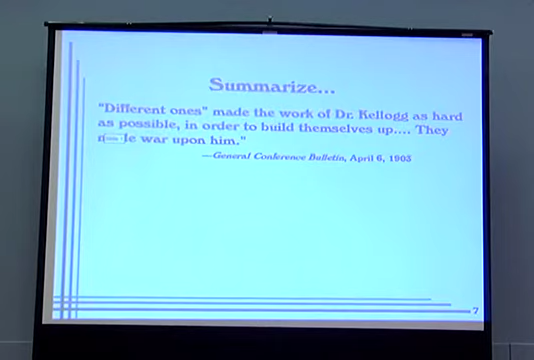 Summarize...
"Different ones" made the work of Dr. Kellogg as hard
as possible, in order to build themselves up.... They
war upon him."
—General Conference Bulletin, April 6, 1903
7